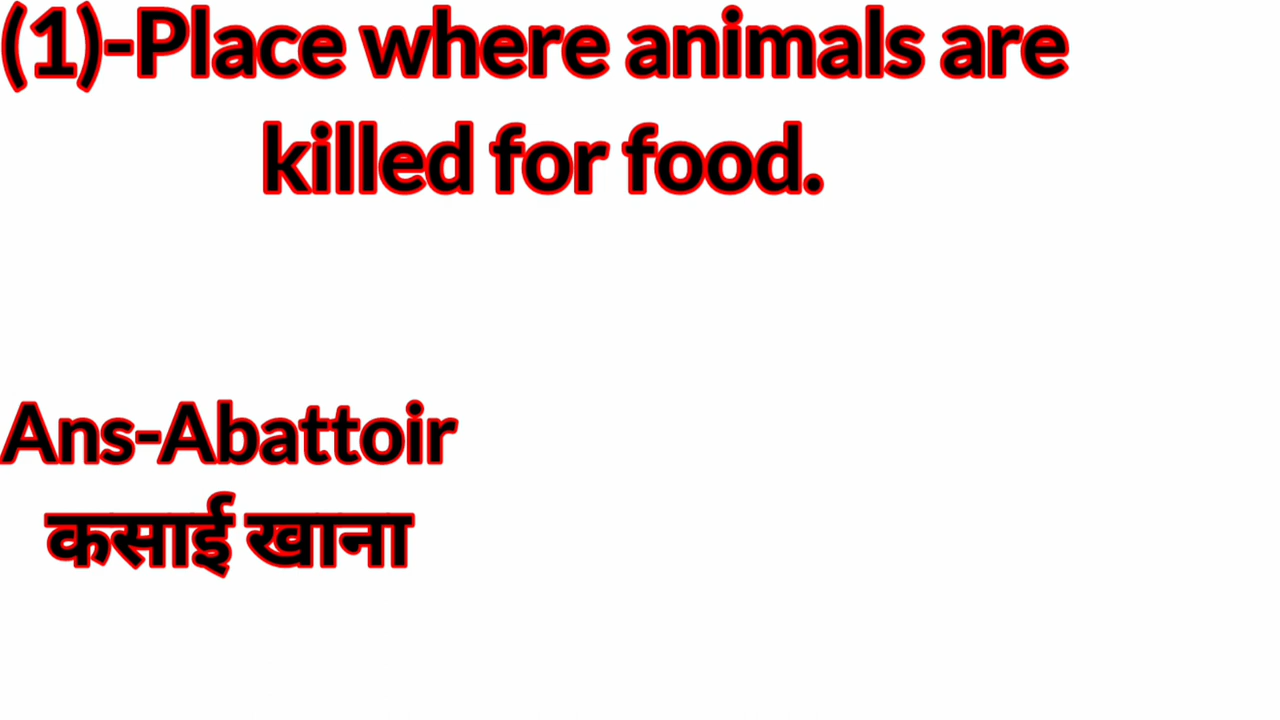 (1)-Place where animals are
killed for food.
Ans-Abattoir
कसाई खाना